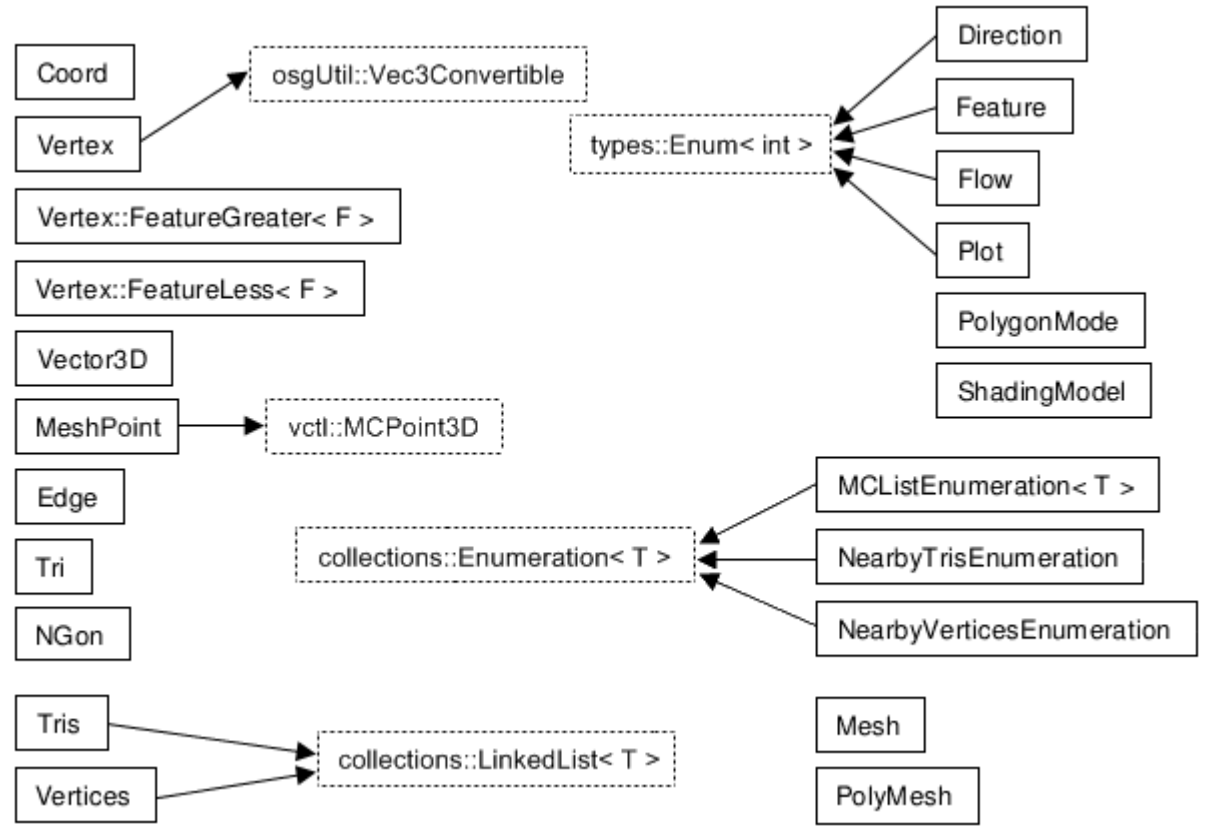 Coord
Vertex
Vertex::FeatureGreater< F >
Vertex::FeatureLess< F >
Vector3D
MeshPoint
Edge
Tri
NGon
Tris
Vertices
osgUtil::Vec3Convertible
types::Enum< int >
vctl::MCPoint3D
collections::Enumeration< T >
collections::LinkedList< T >
Direction
Feature
Flow
Plot
PolygonMode
ShadingModel
MCListEnumeration< T >
NearbyTrisEnumeration
NearbyVerticesEnumeration
Mesh
PolyMesh